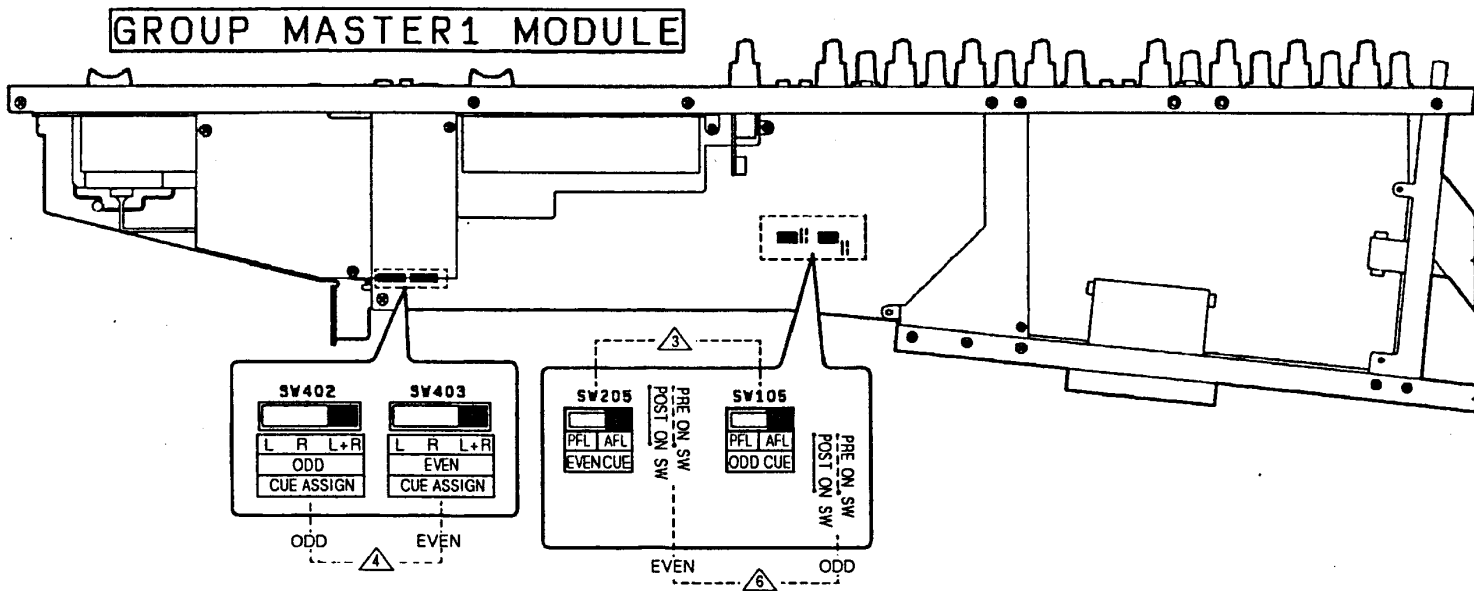 GROUP MASTER1 MODULE
SW402 SW403
L R L+R L R L+R
ODD EVEN
CUE ASSIGN CUE ASSIGN
ODD EVEN
4
3
SW205 SW105
PFL AFL PFL AFL
EVEN CUE ODD CUE
PRE ON SW
POST ON SW
PRE ON SW
POST ON SW
EVEN ODD
6